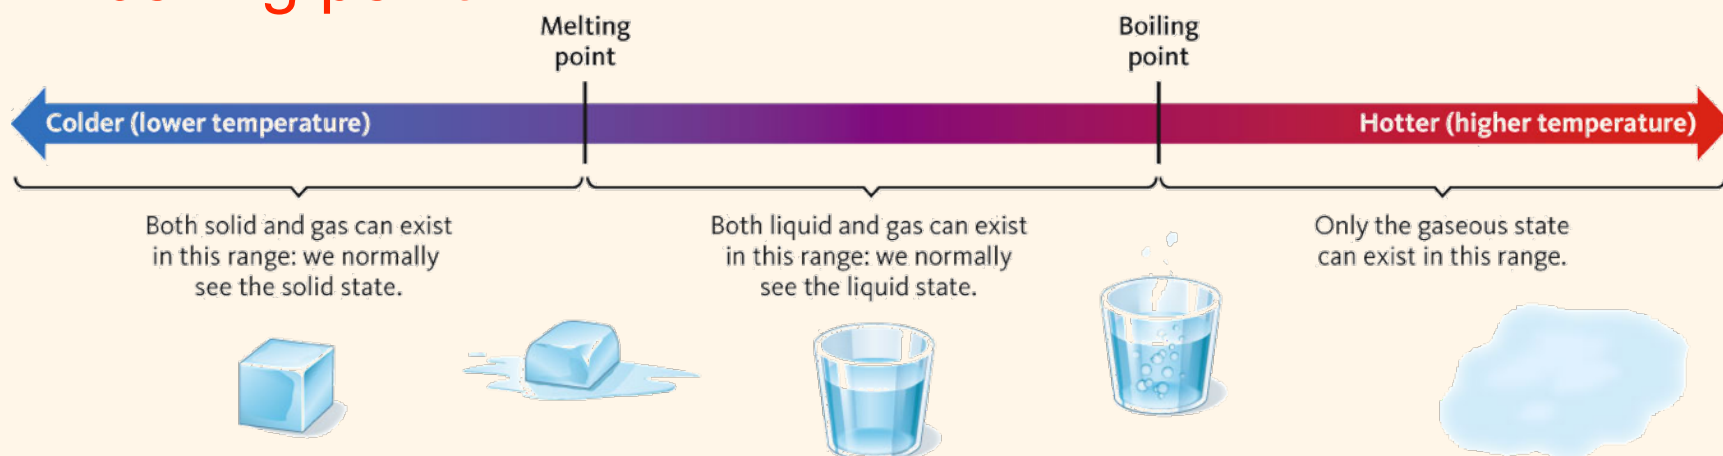 Melting
point
Boiling
point
Colder (lower temperature)
Hotter (higher temperature)
Both solid and gas can exist
in this range: we normally
see the solid state.
Both liquid and gas can exist
in this range: we normally
see the liquid state.
Only the gaseous state
can exist in this range.